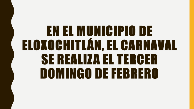 EN EL MUNICIPIO DE
ELOXOCHITLÁN, EL CARNAVAL
SE REALIZA EL TERCER
DOMINGO DE FEBRERO